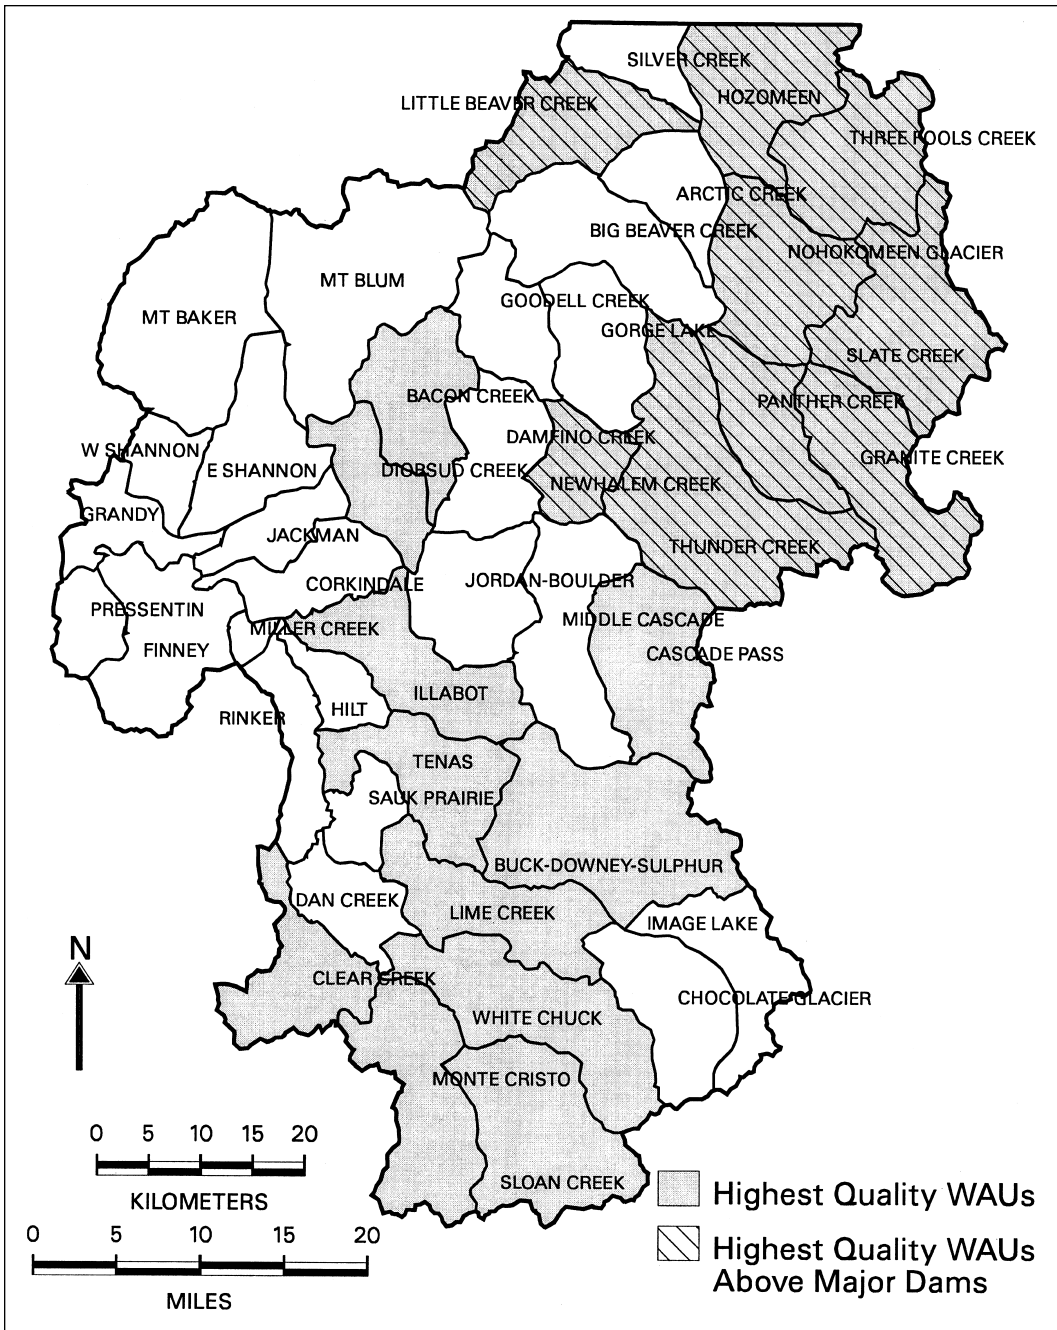 SILVER CREEK
HOZOMEEN
LITTLE BEAVER CREEK
THREE FOOLS CREEK
ARCTIC CREEK
BIG BEAVER CREEK
NOHOKOMEEN GLACIER
MT BLUM
GOODELL CREEK
MT BAKER
GORGE LAKE
SLATE CREEK
BACON CREEK
PANTHER CREEK
DAMFINO CREEK
W SHANNON
GRANITE CREEK
E SHANNON
DIOBSUD CREEK
NEWHALEM CREEK
GRANDY
JACKMAN
THUNDER CREEK
CORKINDALE
JORDAN-BOULDER
PRESSENTIN
MIDDLE CASCADE
MILLER CREEK
FINNEY
CASCADE PASS
ILLABOT
HILT
RINKER
TENAS
SAUK PRAIRIE
BUCK-DOWNEY-SULPHUR
DAN CREEK
LIME CREEK
IMAGE LAKE
N
CLEAR CREEK
CHOCOLATE GLACIER
WHITE CHUCK
MONTE CRISTO
SLOAN CREEK
0 5 10 15 20
KILOMETERS
0 5 10 15 20
MILES
Highest Quality WAUs
Highest Quality WAUs
Above Major Dams